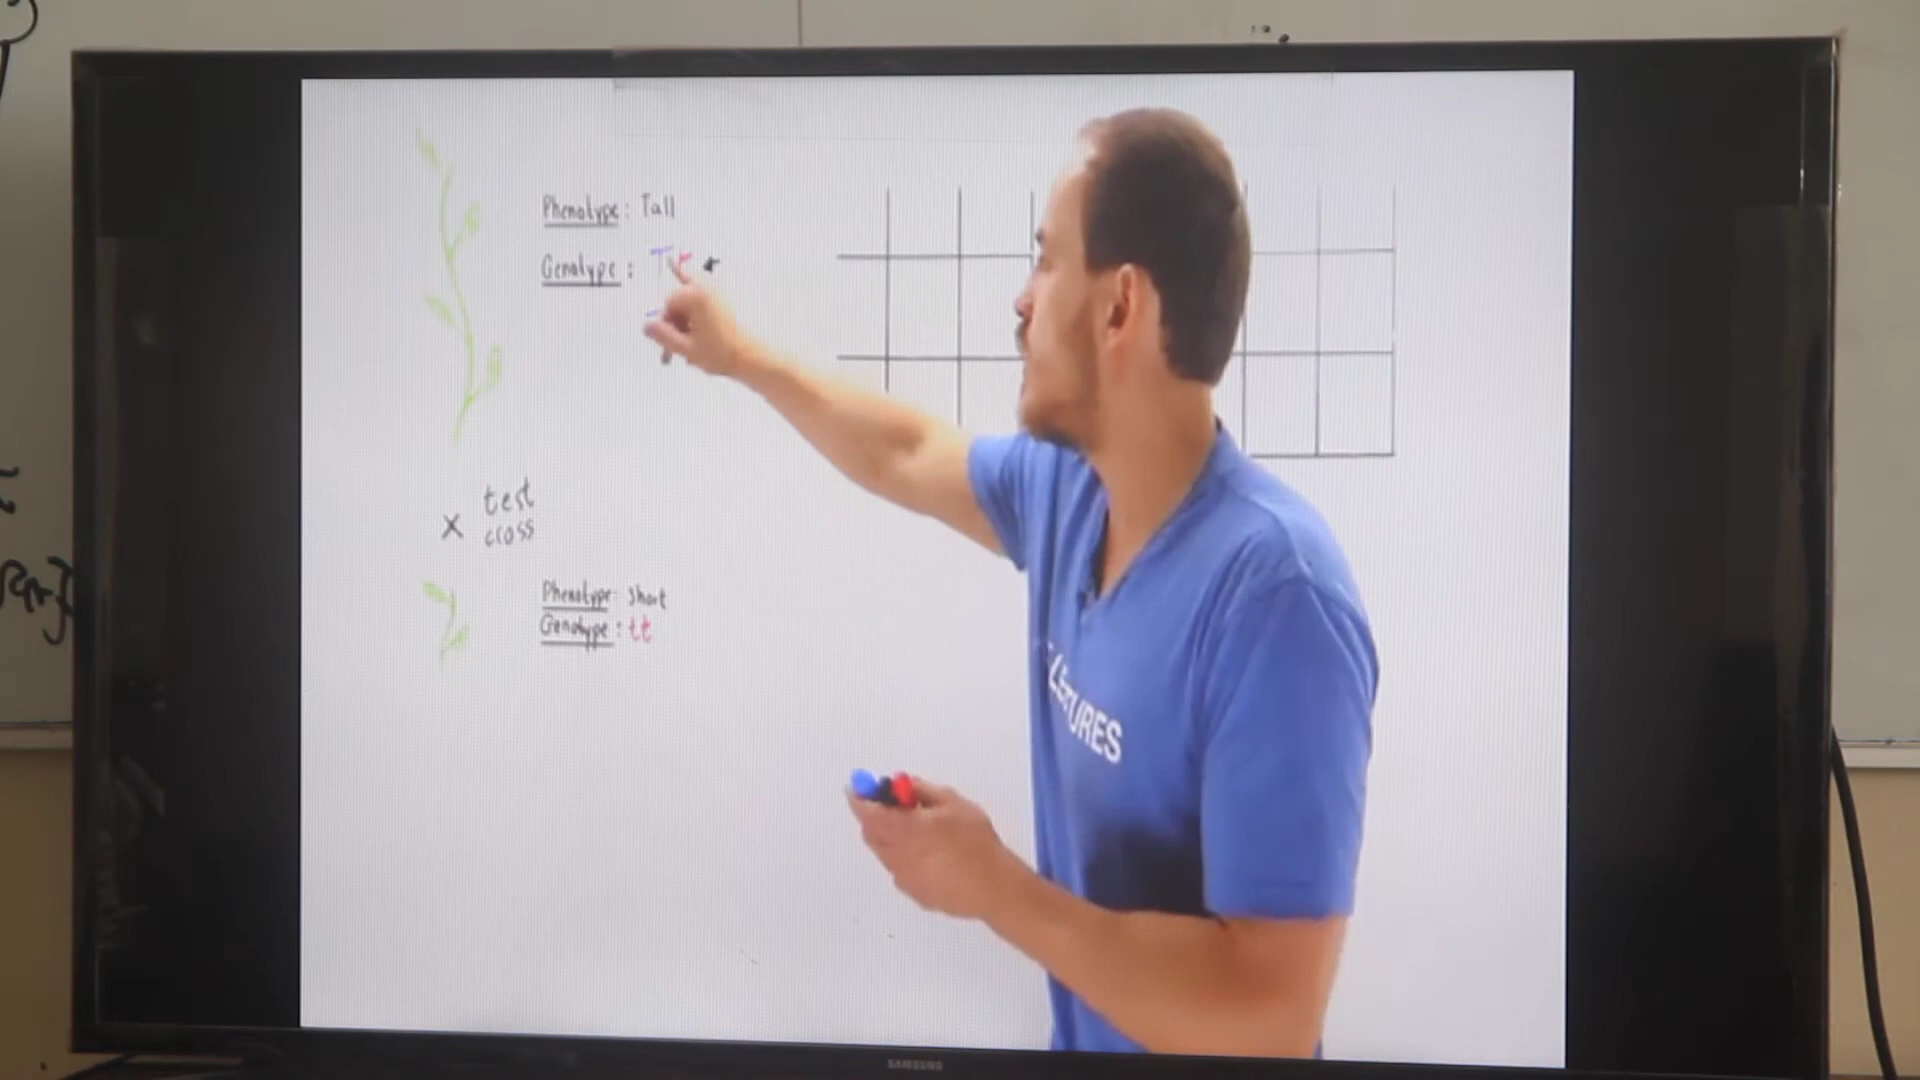 Phenotype: Tall
Genotype: Tt
test
x cross
Phenotype: short
Genotype: tt
LECTURES
SAMSUNG